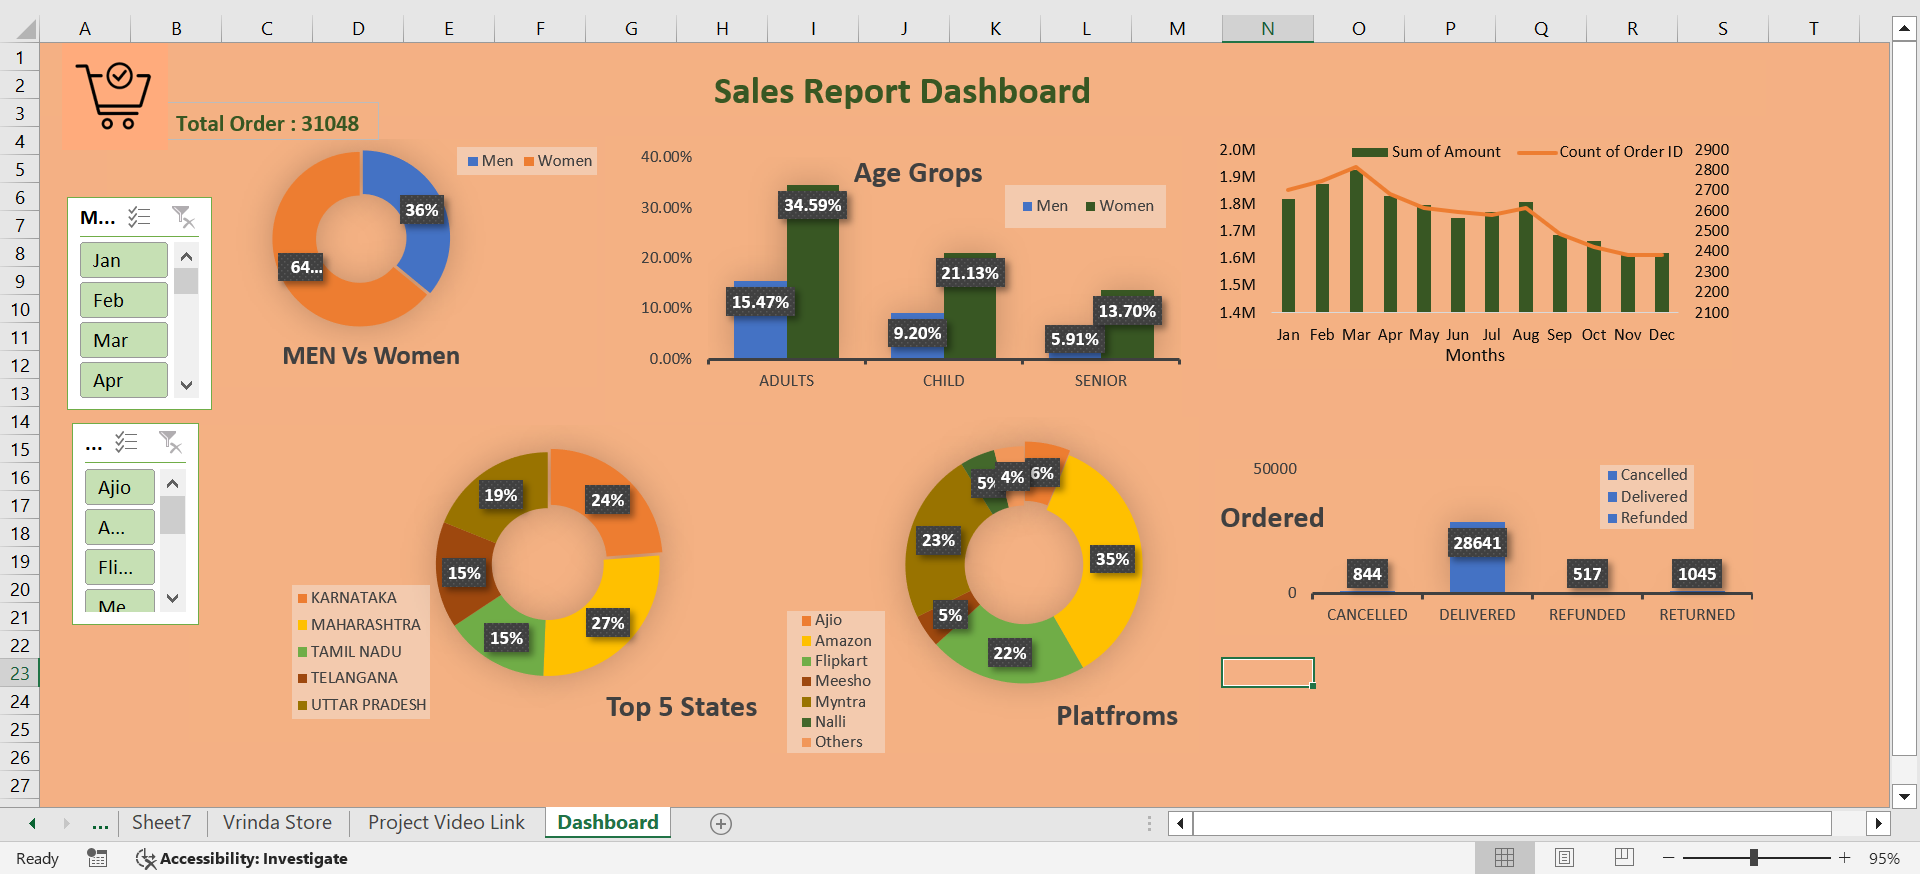 A B C D E F G H I J K L M N O P Q R S T
1
2
3
4
5
6
7
8
9
10
11
12
13
14
15
16
17
18
19
20
21
22
23
24
25
26
27
Sales Report Dashboard
Total Order : 31048
M...
Jan
Feb
Mar
Apr
...
Ajio
A...
Fli...
Me
Men Women
36%
64...
MEN Vs Women
Age Grops
Men Women
40.00%
30.00%
20.00%
10.00%
0.00%
34.59%
15.47%
21.13%
9.20%
13.70%
5.91%
ADULTS CHILD SENIOR
Sum of Amount Count of Order ID
2.0M
1.9M
1.8M
1.7M
1.6M
1.5M
1.4M
2900
2800
2700
2600
2500
2400
2300
2200
2100
Jan Feb Mar Apr May Jun Jul Aug Sep Oct Nov Dec
Months
19%
24%
15%
27%
15%
KARNATAKA
MAHARASHTRA
TAMIL NADU
TELANGANA
UTTAR PRADESH
Top 5 States
5%
4%
6%
23%
35%
5%
22%
Ajio
Amazon
Flipkart
Meesho
Myntra
Nalli
Others
Platfroms
50000
0
Ordered
Cancelled
Delivered
Refunded
844
28641
517
1045
CANCELLED DELIVERED REFUNDED RETURNED
... Sheet7 Vrinda Store Project Video Link Dashboard
Ready Accessibility: Investigate 95%